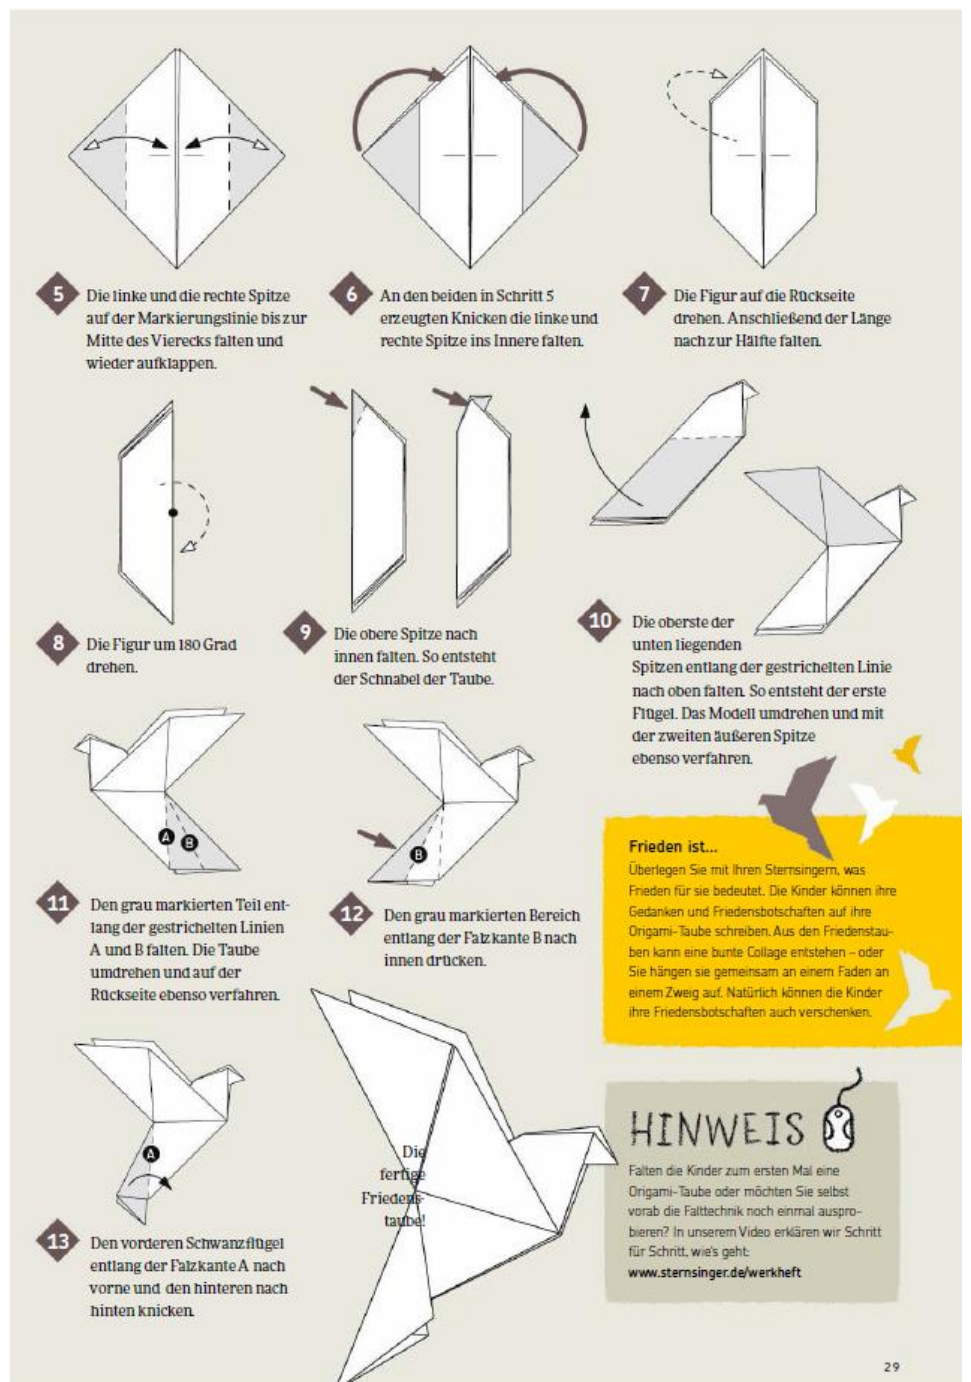 5
Die linke und die rechte Spitze
auf der Markierungslinie bis zur
Mitte des Vierecks falten und
wieder aufklappen.
6
An den beiden in Schritt 5
erzeugten Knicken die linke und
rechte Spitze ins Innere falten.
7
Die Figur auf die Rückseite
drehen. Anschließend der Länge
nach zur Hälfte falten.
8
Die Figur um 180 Grad
drehen.
9
Die obere Spitze nach
innen falten. So entsteht
der Schnabel der Taube.
10
Die oberste der
unten liegenden
Spitzen entlang der gestrichelten Linie
nach oben falten. So entsteht der erste
Flügel. Das Modell umdrehen und mit
der zweiten äußeren Spitze
ebenso verfahren.
A
B
11
Den grau markierten Teil ent-
lang der gestrichelten Linien
A und B falten. Die Taube
umdrehen und auf der
Rückseite ebenso verfahren.
B
12
Den grau markierten Bereich
entlang der Falzkante B nach
innen drücken.
A
13
Den vorderen Schwanzflügel
entlang der Falzkante A nach
vorne und den hinteren nach
hinten knicken.
Die
fertige
Friedens-
taube!
Frieden ist...
Überlegen Sie mit Ihren Sternsingern, was
Frieden für sie bedeutet. Die Kinder können ihre
Gedanken und Friedensbotschaften auf ihre
Origami-Taube schreiben. Aus den Friedenstau-
ben kann eine bunte Collage entstehen – oder
Sie hängen sie gemeinsam an einem Faden an
einem Zweig auf. Natürlich können die Kinder
ihre Friedensbotschaften auch verschenken.
HINWEIS
Falten die Kinder zum ersten Mal eine
Origami-Taube oder möchten Sie selbst
vorab die Falttechnik noch einmal auspro-
bieren? In unserem Video erklären wir Schritt
für Schritt, wie's geht:
www.sternsinger.de/werkheft
29